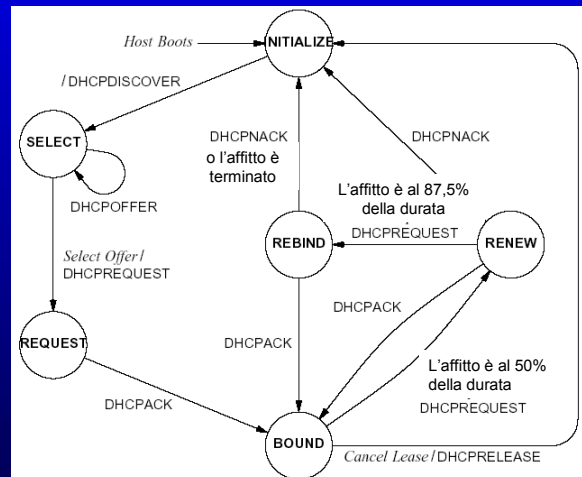 Host Boots
NITIALIZE
/ DHCPDISCOVER
SELECT
DHCPOFFER
DHCPNACK
o l'affitto è
terminato
DHCPNACK
L'affitto è al 87,5%
della durata
DHCPREQUEST
REBIND
RENEW
Select Offer /
DHCPREQUEST
REQUEST
DHCPACK
DHCPACK
DHCPACK
L'affitto è al 50%
della durata
DHCPREQUEST
BOUND
Cancel Lease / DHCPRELEASE